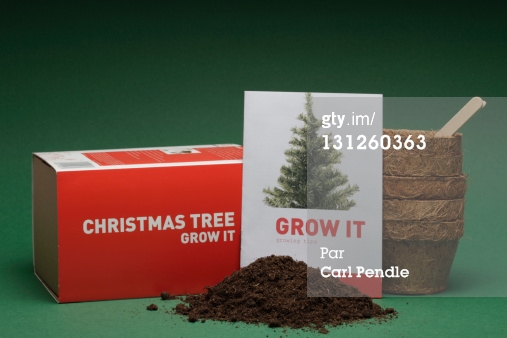 gty.im/
131260363
CHRISTMAS TREE
GROW IT
GROW IT
Par
Carl Pendle